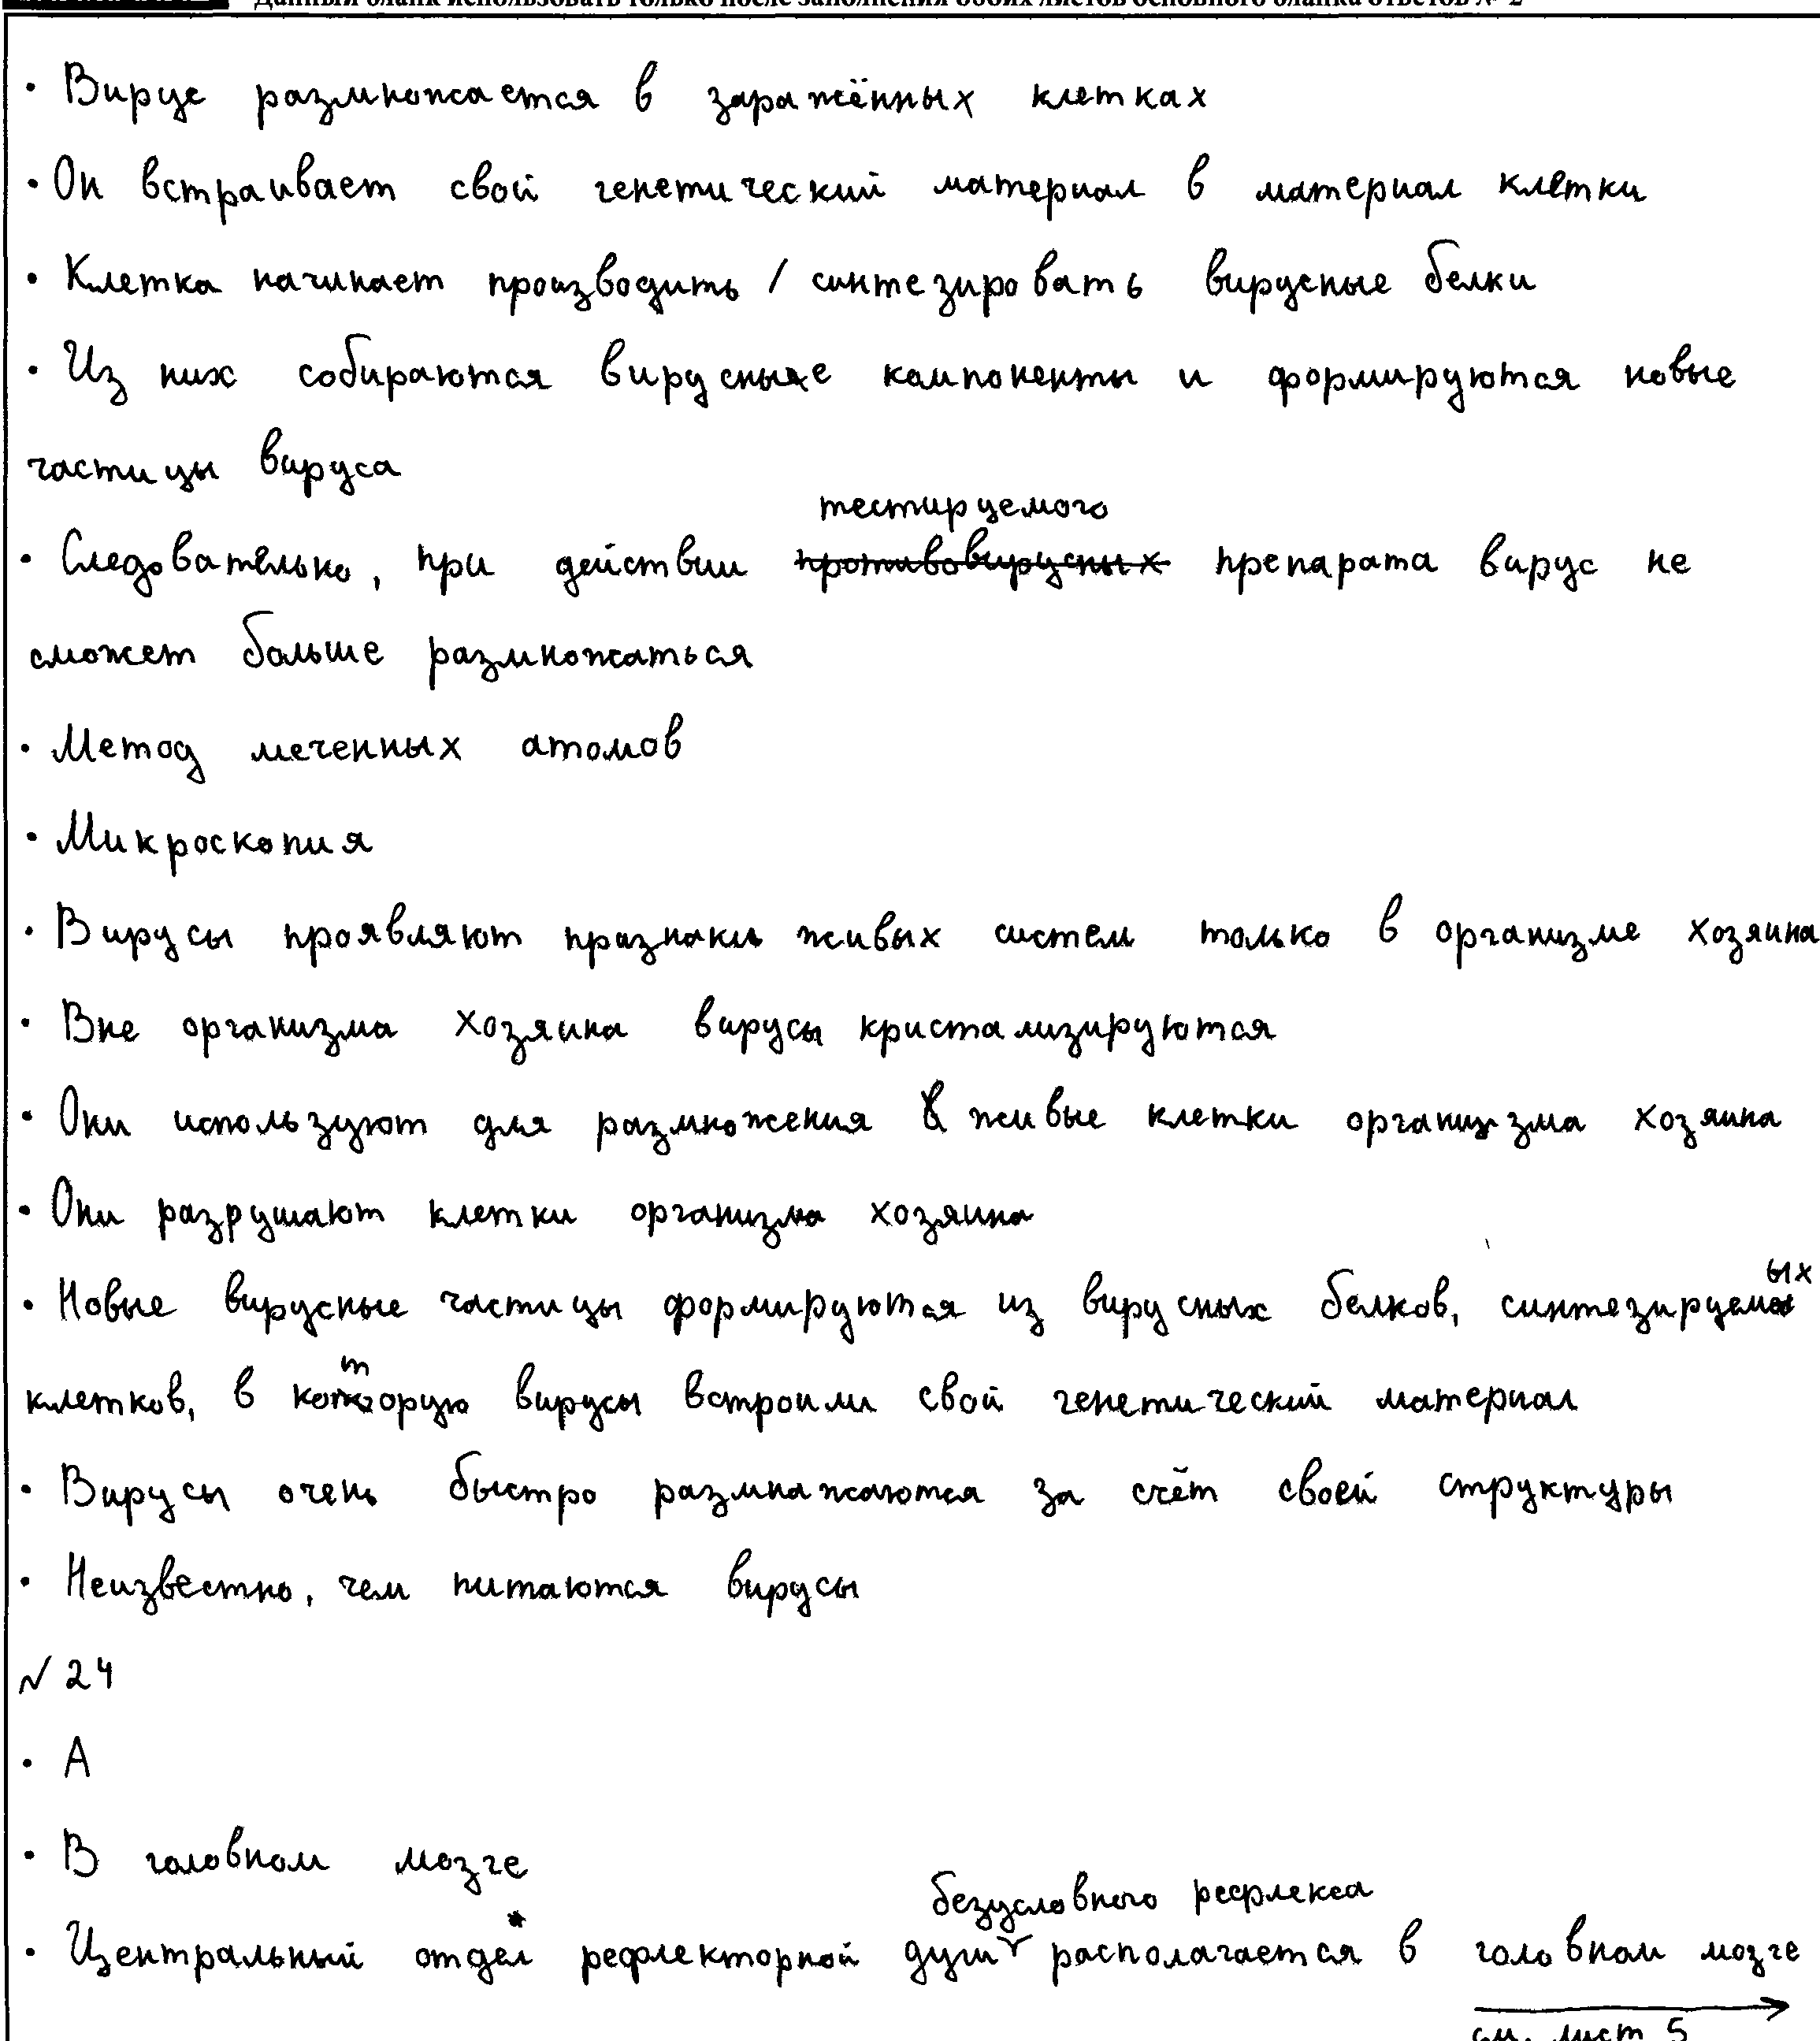 Данный бланк использовать только после заполнения обоих листов основного бланка ответов № 2
• Вирус размножается в заражённых клетках
• Он встраивает свой генетический материал в материал клетки
• Клетка начинает производить / синтезировать вирусные белки
• Из них собираются вирусные компоненты и формируются новые
частицы вируса
тестируемого
• Следовательно, при действии противовирусных препарата вирус не
сможет больше размножаться
• Метод меченных атомов
• Микроскопия
• Вирусы проявляют признаки живых систем только в организме хозяина
• Вне организма хозяина вирусы кристализируются
• Они используют для размножения живые клетки организма хозяина
• Они разрушают клетки организма хозяина
• Новые вирусные частицы формируются из вирусных белков, синтезируемых
клетков, в которую вирусы встроили свой генетический материал
• Вирусы очень быстро размнажаются за счёт своей структуры
• Неизвестно, чем питаются вирусы
√ 24
• А
• В головном мозге
безусловного рефлекса
• Центральный отдел рефлекторной дуги располагается в головном мозге
см. лист 5